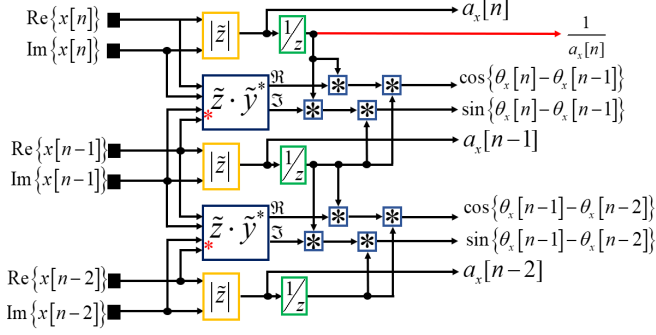 Re{x[n]} |z̃| 1/z a_x[n]
Im{x[n]} 1/a_x[n]
z̃ · ỹ* ℜ * * cos{θ_x[n]−θ_x[n−1]}
* ℑ * * sin{θ_x[n]−θ_x[n−1]}
Re{x[n−1]} |z̃| 1/z a_x[n−1]
Im{x[n−1]}
z̃ · ỹ* ℜ * * cos{θ_x[n−1]−θ_x[n−2]}
* ℑ * * sin{θ_x[n−1]−θ_x[n−2]}
Re{x[n−2]} |z̃| 1/z a_x[n−2]
Im{x[n−2]}